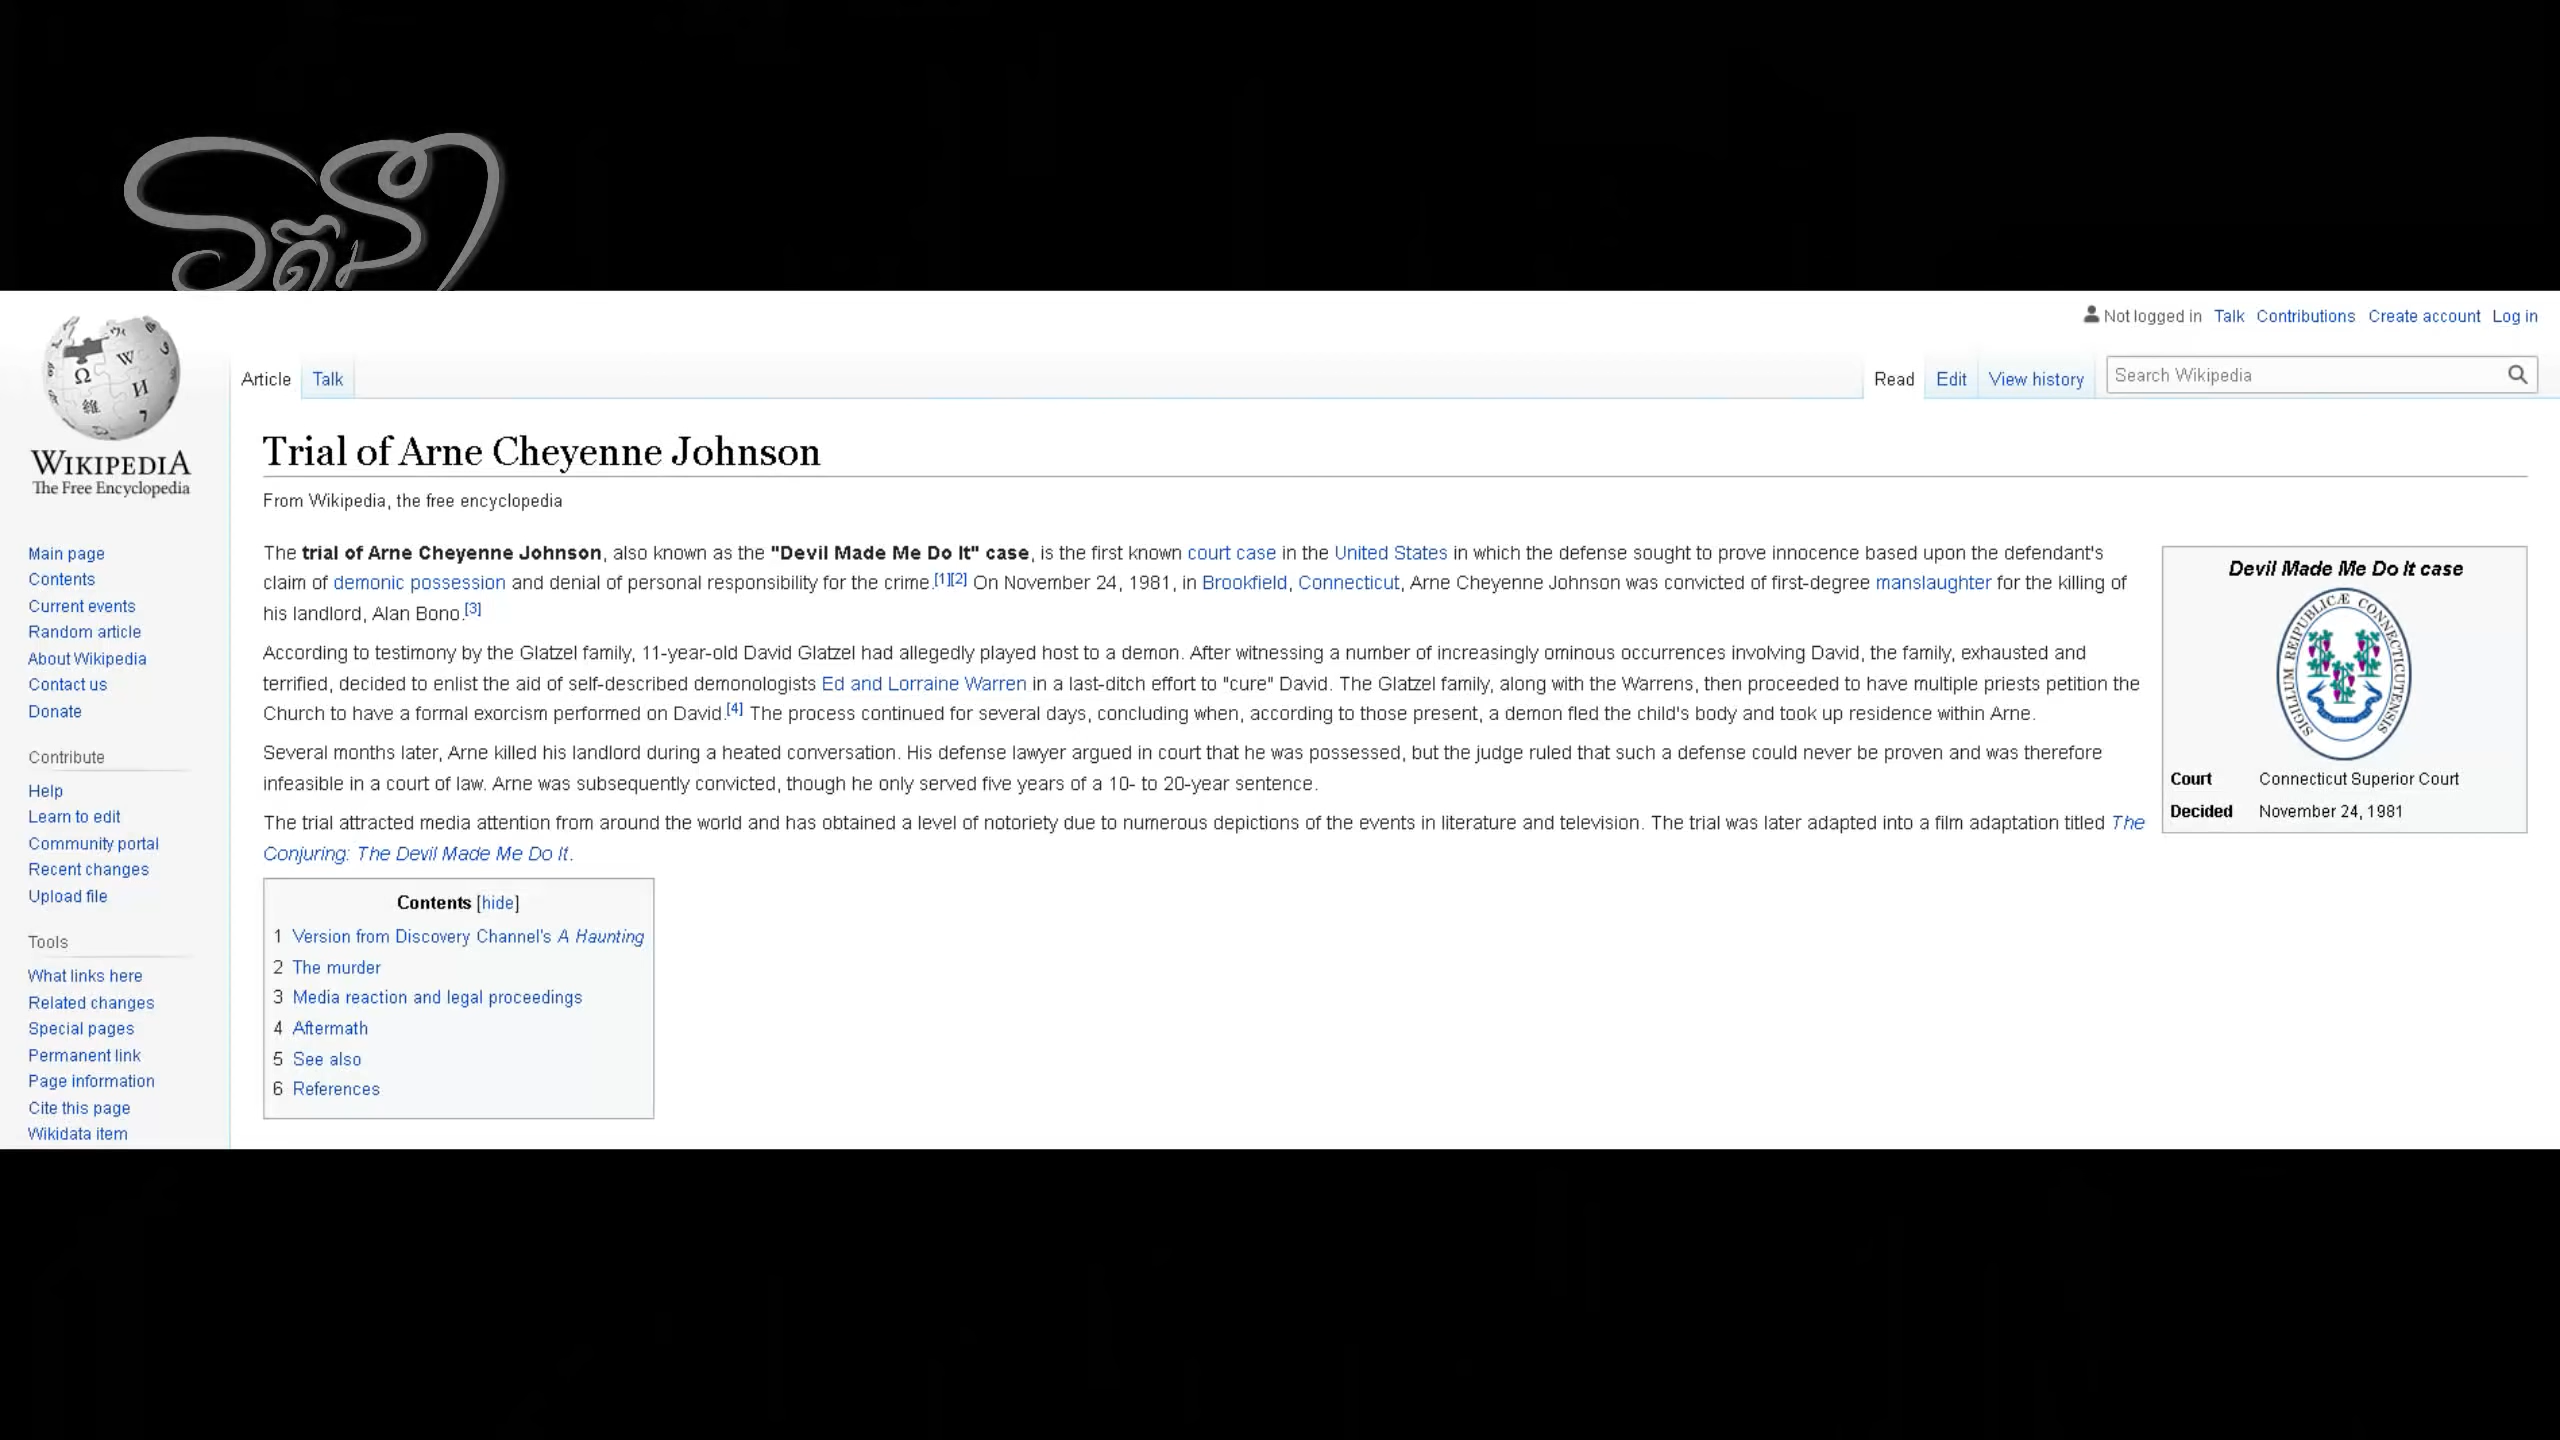 Not logged in Talk Contributions Create account Log in
Article Talk Read Edit View history Search Wikipedia
WIKIPEDIA
The Free Encyclopedia
Main page
Contents
Current events
Random article
About Wikipedia
Contact us
Donate
Contribute
Help
Learn to edit
Community portal
Recent changes
Upload file
Tools
What links here
Related changes
Special pages
Permanent link
Page information
Cite this page
Wikidata item
Trial of Arne Cheyenne Johnson
From Wikipedia, the free encyclopedia
The trial of Arne Cheyenne Johnson, also known as the "Devil Made Me Do It" case, is the first known court case in the United States in which the defense sought to prove innocence based upon the defendant's
claim of demonic possession and denial of personal responsibility for the crime.[1][2] On November 24, 1981, in Brookfield, Connecticut, Arne Cheyenne Johnson was convicted of first-degree manslaughter for the killing of
his landlord, Alan Bono.[3]
According to testimony by the Glatzel family, 11-year-old David Glatzel had allegedly played host to a demon. After witnessing a number of increasingly ominous occurrences involving David, the family, exhausted and
terrified, decided to enlist the aid of self-described demonologists Ed and Lorraine Warren in a last-ditch effort to "cure" David. The Glatzel family, along with the Warrens, then proceeded to have multiple priests petition the
Church to have a formal exorcism performed on David.[4] The process continued for several days, concluding when, according to those present, a demon fled the child's body and took up residence within Arne.
Several months later, Arne killed his landlord during a heated conversation. His defense lawyer argued in court that he was possessed, but the judge ruled that such a defense could never be proven and was therefore
infeasible in a court of law. Arne was subsequently convicted, though he only served five years of a 10- to 20-year sentence.
The trial attracted media attention from around the world and has obtained a level of notoriety due to numerous depictions of the events in literature and television. The trial was later adapted into a film adaptation titled The
Conjuring: The Devil Made Me Do It.
Devil Made Me Do It case
SIGILLUM REIPUBLICÆ CONNECTICUTENSIS
Court Connecticut Superior Court
Decided November 24, 1981
Contents [hide]
1 Version from Discovery Channel's A Haunting
2 The murder
3 Media reaction and legal proceedings
4 Aftermath
5 See also
6 References